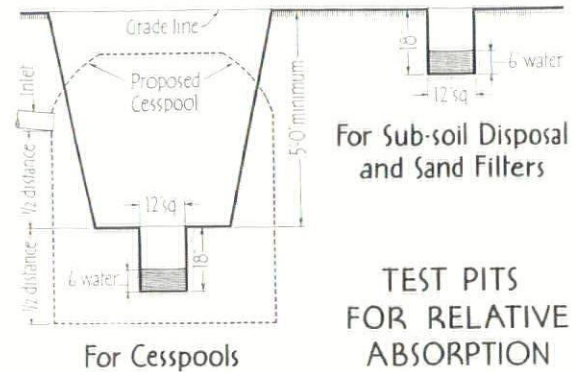 Grade line
Proposed
Cesspool
Inlet
½ distance
½ distance
5-0" minimum
12"sq
18"
6 water
For Cesspools
18"
6 water
12"sq
For Sub-soil Disposal
and Sand Filters
TEST PITS
FOR RELATIVE
ABSORPTION